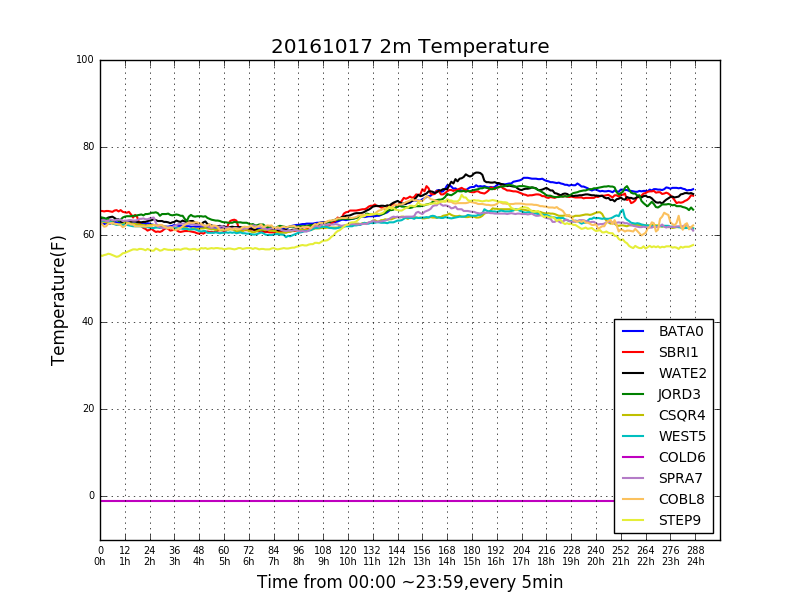 20161017 2m Temperature
Temperature(F)
100
80
60
40
20
0
BATA0
SBRI1
WATE2
JORD3
CSQR4
WEST5
COLD6
SPRA7
COBL8
STEP9
0 12 24 36 48 60 72 84 96 108 120 132 144 156 168 180 192 204 216 228 240 252 264 276 288
0h 1h 2h 3h 4h 5h 6h 7h 8h 9h 10h 11h 12h 13h 14h 15h 16h 17h 18h 19h 20h 21h 22h 23h 24h
Time from 00:00 ~23:59,every 5min